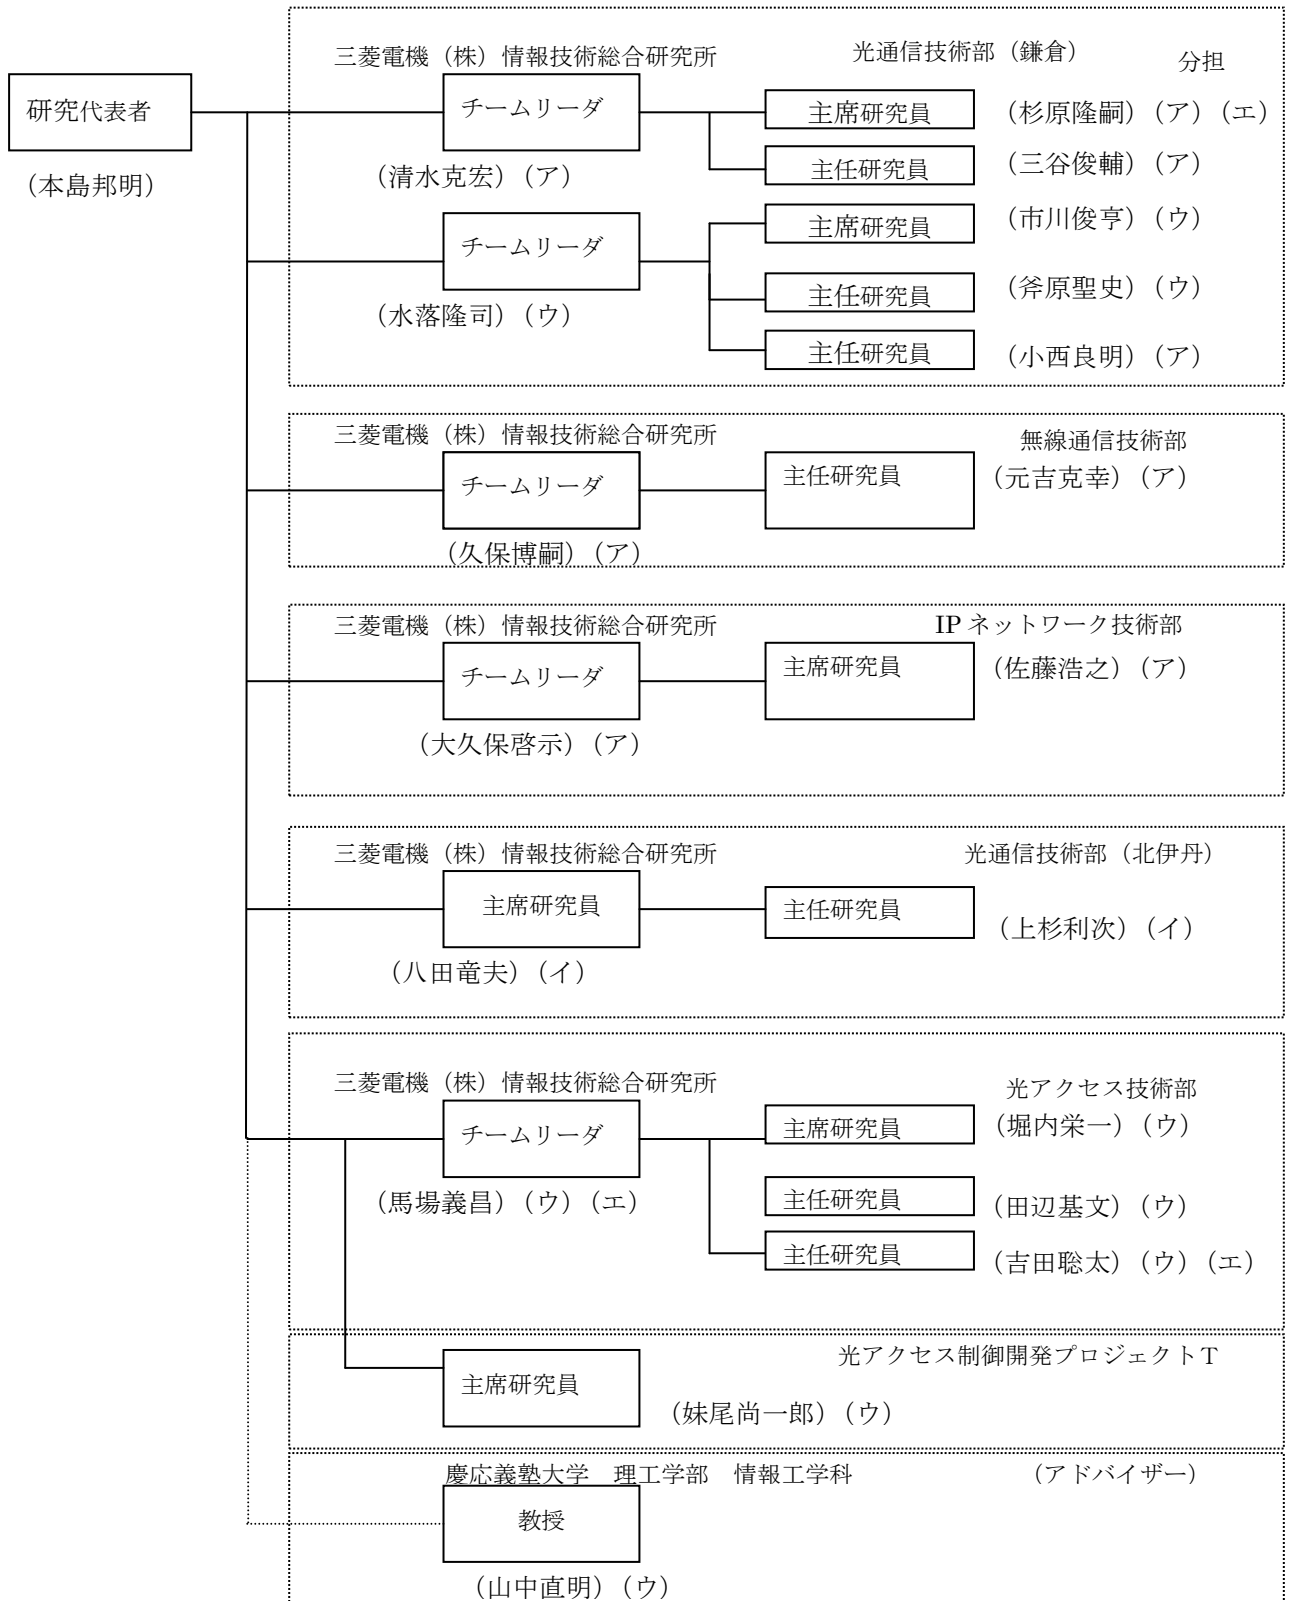 三菱電機（株）情報技術総合研究所 光通信技術部（鎌倉） 分担
研究代表者 チームリーダ 主席研究員 （杉原隆嗣）（ア）（エ）
（本島邦明） （清水克宏）（ア） 主任研究員 （三谷俊輔）（ア）
チームリーダ 主席研究員 （市川俊亨）（ウ）
（水落隆司）（ウ） 主任研究員 （斧原聖史）（ウ）
主任研究員 （小西良明）（ア）
三菱電機（株）情報技術総合研究所 無線通信技術部
チームリーダ 主任研究員 （元吉克幸）（ア）
（久保博嗣）（ア）
三菱電機（株）情報技術総合研究所 IP ネットワーク技術部
チームリーダ 主席研究員 （佐藤浩之）（ア）
（大久保啓示）（ア）
三菱電機（株）情報技術総合研究所 光通信技術部（北伊丹）
主席研究員 主任研究員 （上杉利次）（イ）
（八田竜夫）（イ）
三菱電機（株）情報技術総合研究所 光アクセス技術部
チームリーダ 主席研究員 （堀内栄一）（ウ）
（馬場義昌）（ウ）（エ） 主任研究員 （田辺基文）（ウ）
主任研究員 （吉田聡太）（ウ）（エ）
光アクセス制御開発プロジェクトT
主席研究員 （妹尾尚一郎）（ウ）
慶応義塾大学 理工学部 情報工学科 （アドバイザー）
教授
（山中直明）（ウ）